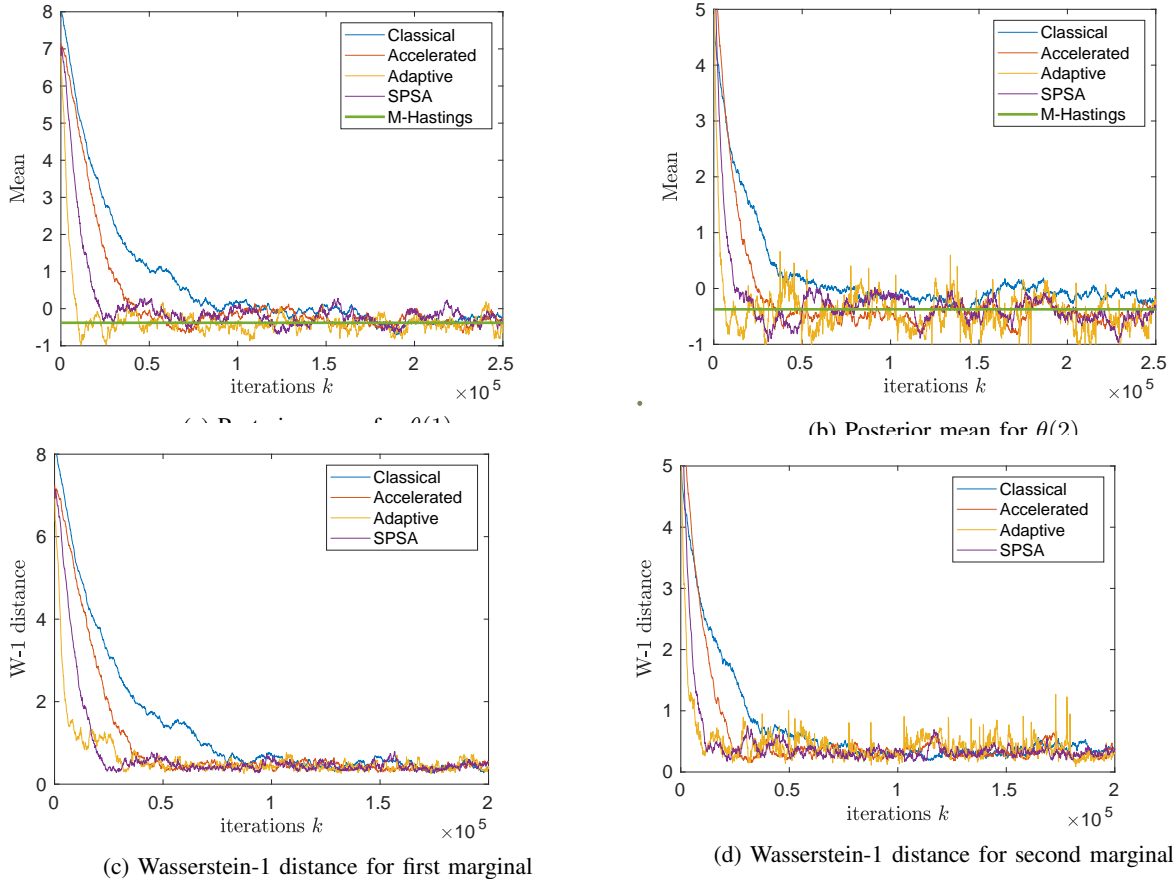 8
7
6
5
4
3
2
1
0
-1
Mean
Classical
Accelerated
Adaptive
SPSA
M-Hastings
0 0.5 1 1.5 2 2.5
iterations k
×10^5
5
4
3
2
1
0
-1
Mean
Classical
Accelerated
Adaptive
SPSA
M-Hastings
0 0.5 1 1.5 2 2.5
iterations k
×10^5
(b) Posterior mean for θ(2)
8
6
4
2
0
W-1 distance
Classical
Accelerated
Adaptive
SPSA
0 0.5 1 1.5 2
iterations k
×10^5
(c) Wasserstein-1 distance for first marginal
5
4
3
2
1
0
W-1 distance
Classical
Accelerated
Adaptive
SPSA
0 0.5 1 1.5 2
iterations k
×10^5
(d) Wasserstein-1 distance for second marginal